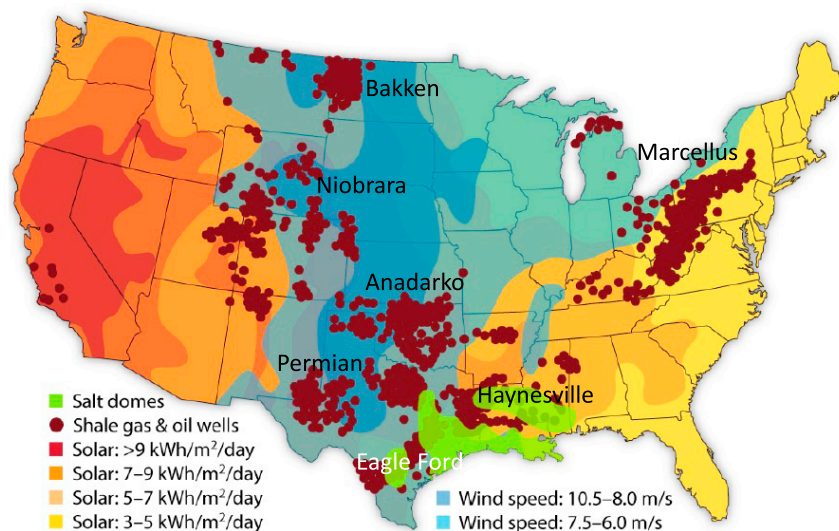 Bakken
Marcellus
Niobrara
Anadarko
Permian
Haynesville
Eagle Ford
Salt domes
Shale gas & oil wells
Solar: >9 kWh/m²/day
Solar: 7–9 kWh/m²/day
Solar: 5–7 kWh/m²/day
Solar: 3–5 kWh/m²/day
Wind speed: 10.5–8.0 m/s
Wind speed: 7.5–6.0 m/s